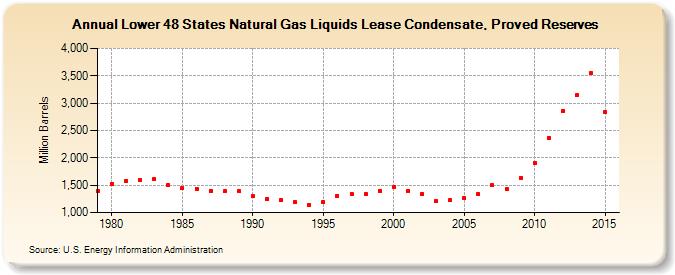 Annual Lower 48 States Natural Gas Liquids Lease Condensate, Proved Reserves
Million Barrels
4,000
3,500
3,000
2,500
2,000
1,500
1,000
1980 1985 1990 1995 2000 2005 2010 2015
Source: U.S. Energy Information Administration